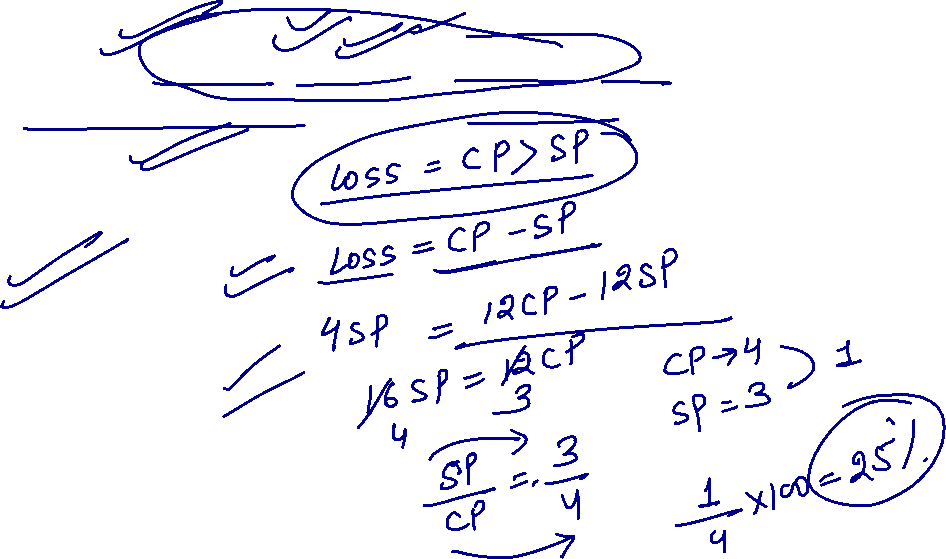 Loss = CP > SP
Loss = CP - SP
4SP = 12CP - 12SP
16SP = 12CP
4 3
CP → 4
SP = 3
1
SP/CP = 3/4
1/4 × 100 = 25%